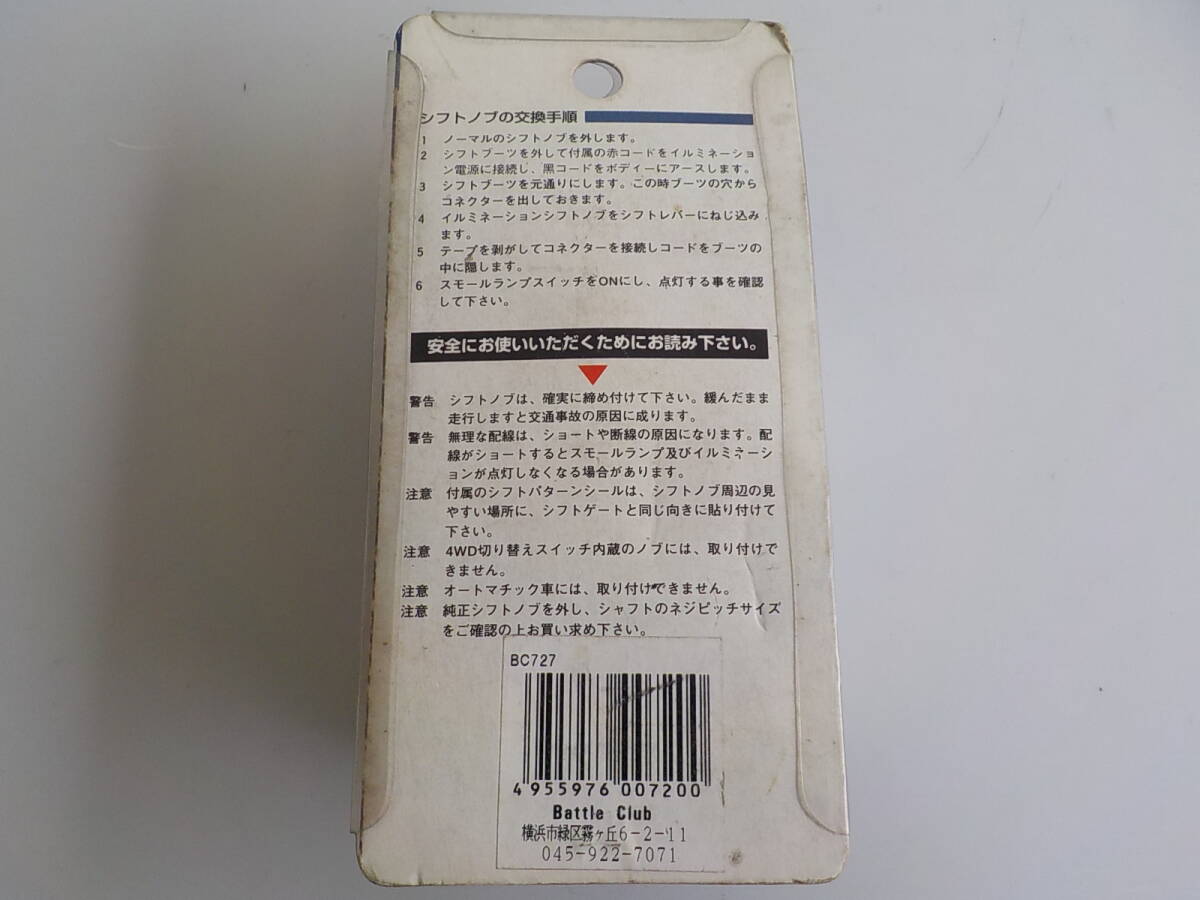 シフトノブの交換手順
1 ノーマルのシフトノブを外します。
2 シフトブーツを外して付属の赤コードをイルミネーショ
ン電源に接続し、黒コードをボディーにアースします。
3 シフトブーツを元通りにします。この時ブーツの穴から
コネクターを出しておきます。
4 イルミネーションシフトノブをシフトレバーにねじ込み
ます。
5 テープを剥がしてコネクターを接続しコードをブーツの
中に隠します。
6 スモールランプスイッチをONにし、点灯する事を確認
して下さい。
安全にお使いいただくためにお読み下さい。
警告 シフトノブは、確実に締め付けて下さい。緩んだまま
走行しますと交通事故の原因に成ります。
警告 無理な配線は、ショートや断線の原因になります。配
線がショートするとスモールランプ及びイルミネーシ
ョンが点灯しなくなる場合があります。
注意 付属のシフトパターンシールは、シフトノブ周辺の見
やすい場所に、シフトゲートと同じ向きに貼り付けて
下さい。
注意 4WD切り替えスイッチ内蔵のノブには、取り付けで
きません。
注意 オートマチック車には、取り付けできません。
注意 純正シフトノブを外し、シャフトのネジピッチサイズ
をご確認の上お買い求め下さい。
BC727
4 955976 007200
Battle Club
横浜市緑区霧ヶ丘6-2-11
045-922-7071